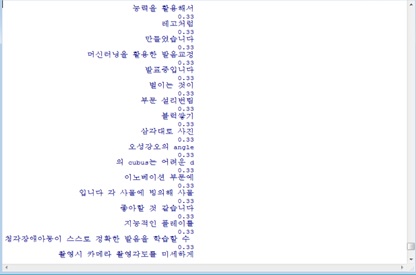 능력을 활용해서
0.33
레고처럼
0.33
만들었습니다
0.33
머신러닝을 활용한 발음교정
0.33
발표중입니다
0.33
벌이는 것이
0.33
부문 설리번팀
0.33
블럭쌓기
0.33
삼각대로 사진
0.33
오성강오의 angle
0.33
의 cubus는 어려운 d
0.33
이노베이션 부문에
0.33
입니다 각 사물에 빙의해 사물
0.33
좋아할 것 같습니다
0.33
지능적인 플레이를
0.33
청각장애아동이 스스로 정확한 발음을 학습할 수
0.33
촬영시 카메라 촬영각도를 미세하게